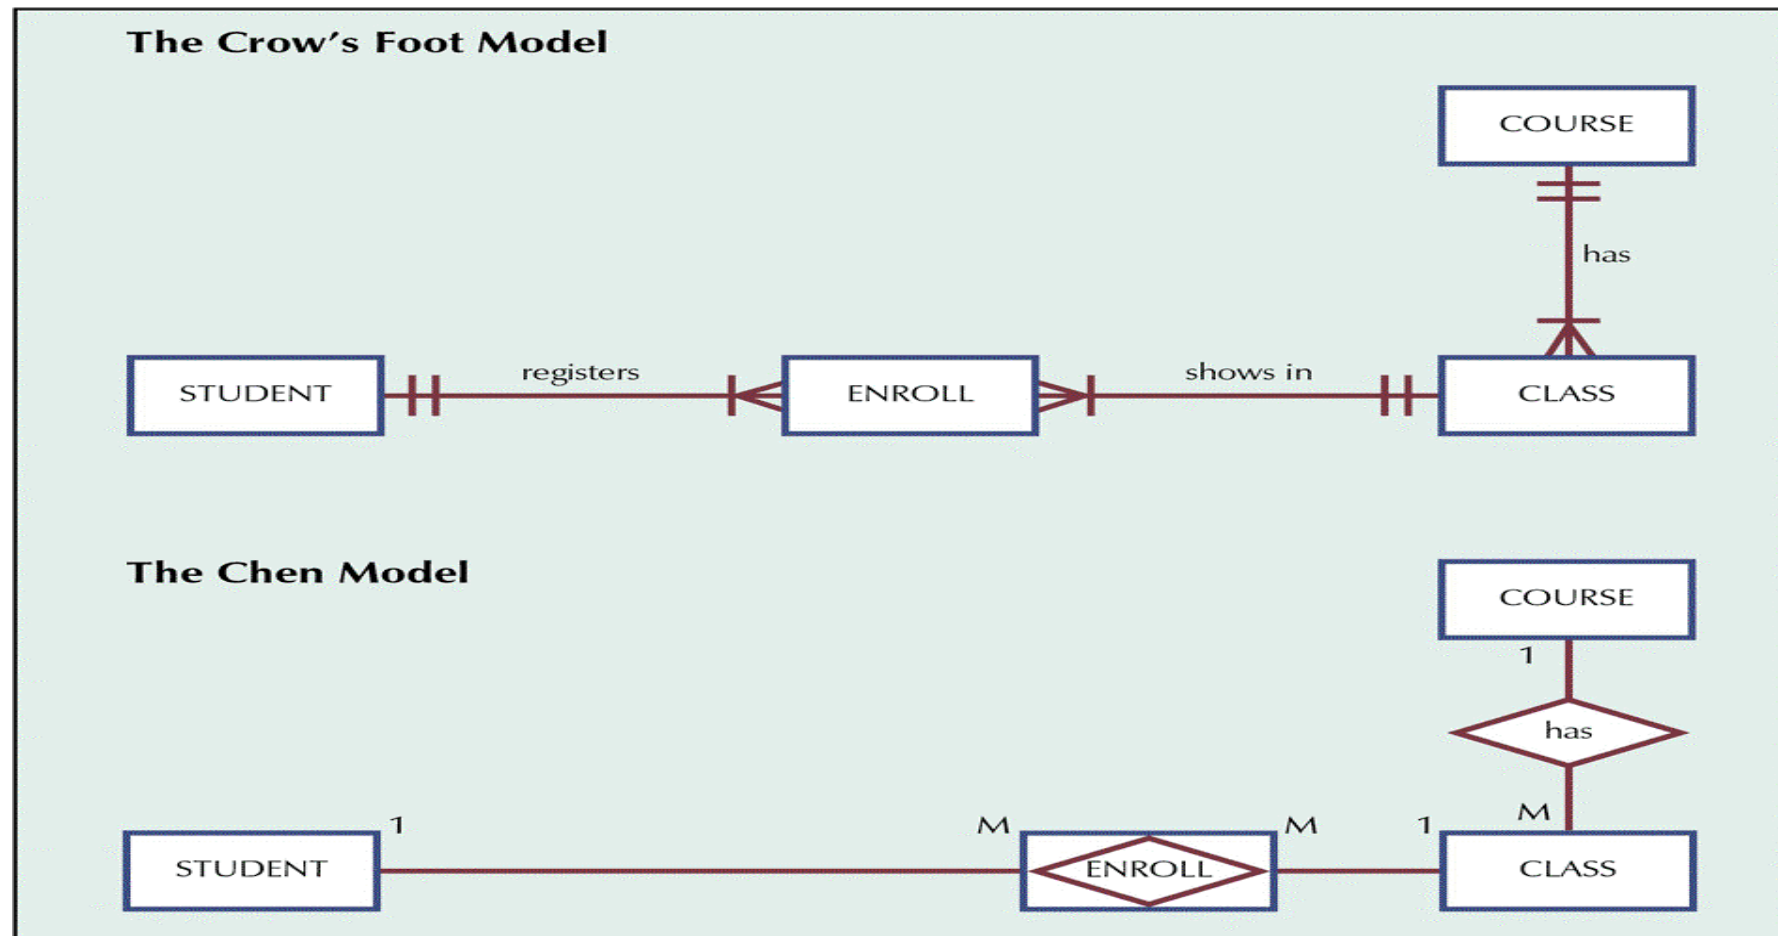 The Crow's Foot Model
COURSE
has
registers
shows in
STUDENT
ENROLL
CLASS
The Chen Model
COURSE
1
has
M
1
M
M
1
STUDENT
ENROLL
CLASS